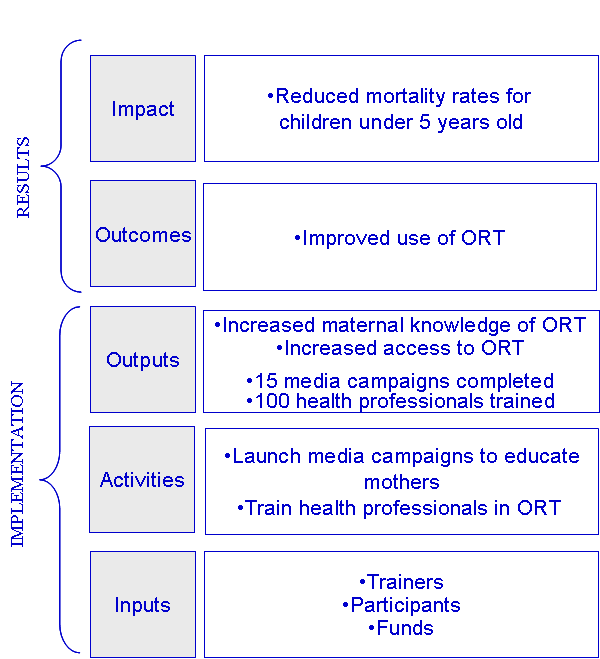 RESULTS
Impact
•Reduced mortality rates for
children under 5 years old
Outcomes
•Improved use of ORT
IMPLEMENTATION
Outputs
•Increased maternal knowledge of ORT
•Increased access to ORT
•15 media campaigns completed
•100 health professionals trained
Activities
•Launch media campaigns to educate
mothers
•Train health professionals in ORT
Inputs
•Trainers
•Participants
•Funds